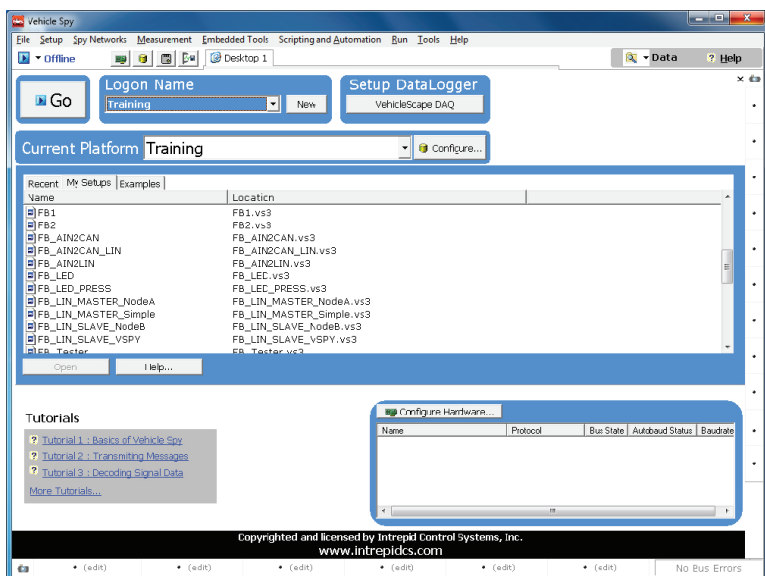 Vehicle Spy
File Setup Spy Networks Measurement Embedded Tools Scripting and Automation Run Tools Help
Offline Desktop 1 Data ? Help
Go
Logon Name
Training
New
Setup DataLogger
VehicleScape DAQ
Current Platform Training Configure...
Recent My Setups Examples
Name Location
FB1 FB1.vs3
FB2 FB2.vs3
FB_AIN2CAN FB_AIN2CAN.vs3
FB_AIN2CAN_LIN FB_AIN2CAN_LIN.vs3
FB_AIN2LIN FB_AIN2LIN.vs3
FB_LED FB_LED.vs3
FB_LED_PRESS FB_LED_PRESS.vs3
FB_LIN_MASTER_NodeA FB_LIN_MASTER_NodeA.vs3
FB_LIN_MASTER_Simple FB_LIN_MASTER_Simple.vs3
FB_LIN_SLAVE_NodeB FB_LIN_SLAVE_NodeB.vs3
FB_LIN_SLAVE_VSPY FB_LIN_SLAVE_VSPY.vs3
FB_Tester FB_Tester.vs3
Open Help...
Tutorials
? Tutorial 1 : Basics of Vehicle Spy
? Tutorial 2 : Transmiting Messages
? Tutorial 3 : Decoding Signal Data
More Tutorials...
Configure Hardware...
Name Protocol Bus State Autobaud Status Baudrate
Copyrighted and licensed by Intrepid Control Systems, Inc.
www.intrepidcs.com
• (edit) • (edit) • (edit) • (edit) • (edit) • (edit) No Bus Errors